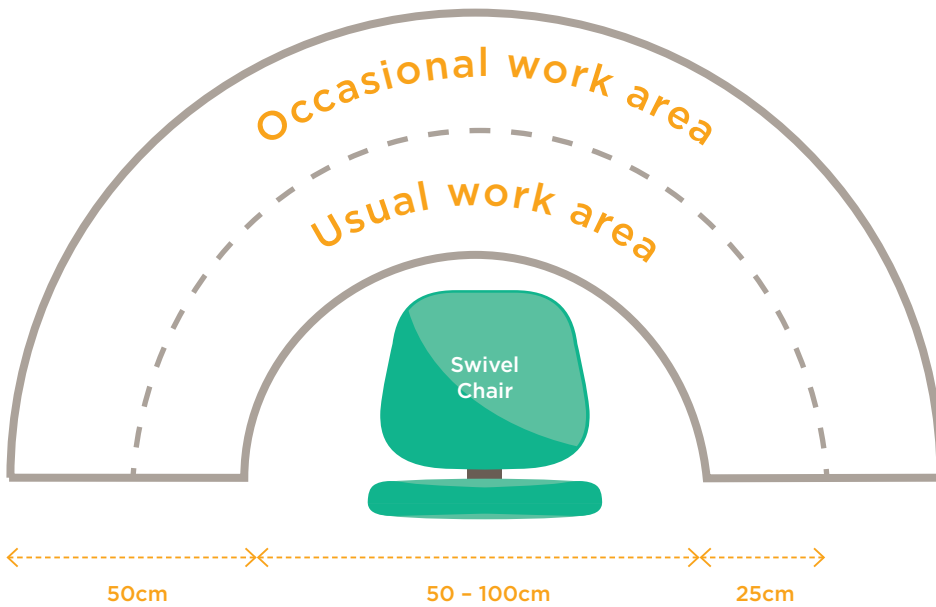 Occasional work area
Usual work area
Swivel
Chair
50cm
50 – 100cm
25cm